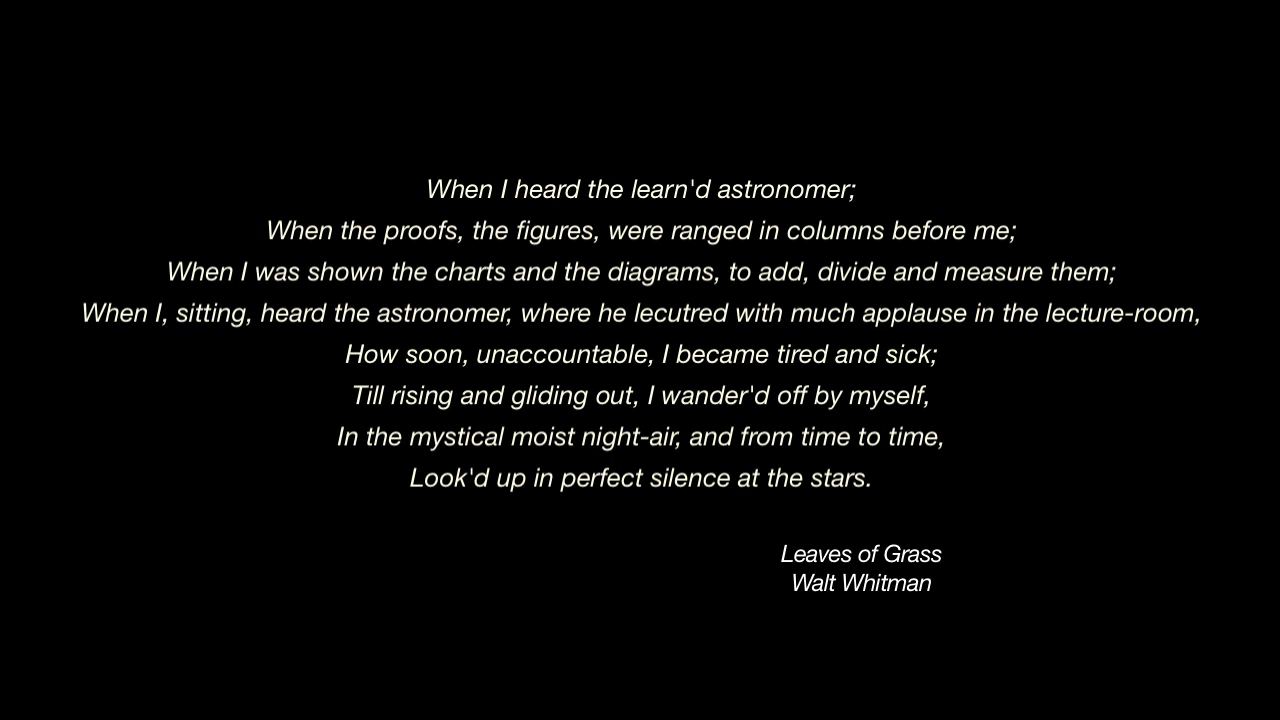 When I heard the learn'd astronomer;
When the proofs, the figures, were ranged in columns before me;
When I was shown the charts and the diagrams, to add, divide and measure them;
When I, sitting, heard the astronomer, where he lecutred with much applause in the lecture-room,
How soon, unaccountable, I became tired and sick;
Till rising and gliding out, I wander'd off by myself,
In the mystical moist night-air, and from time to time,
Look'd up in perfect silence at the stars.
Leaves of Grass
Walt Whitman